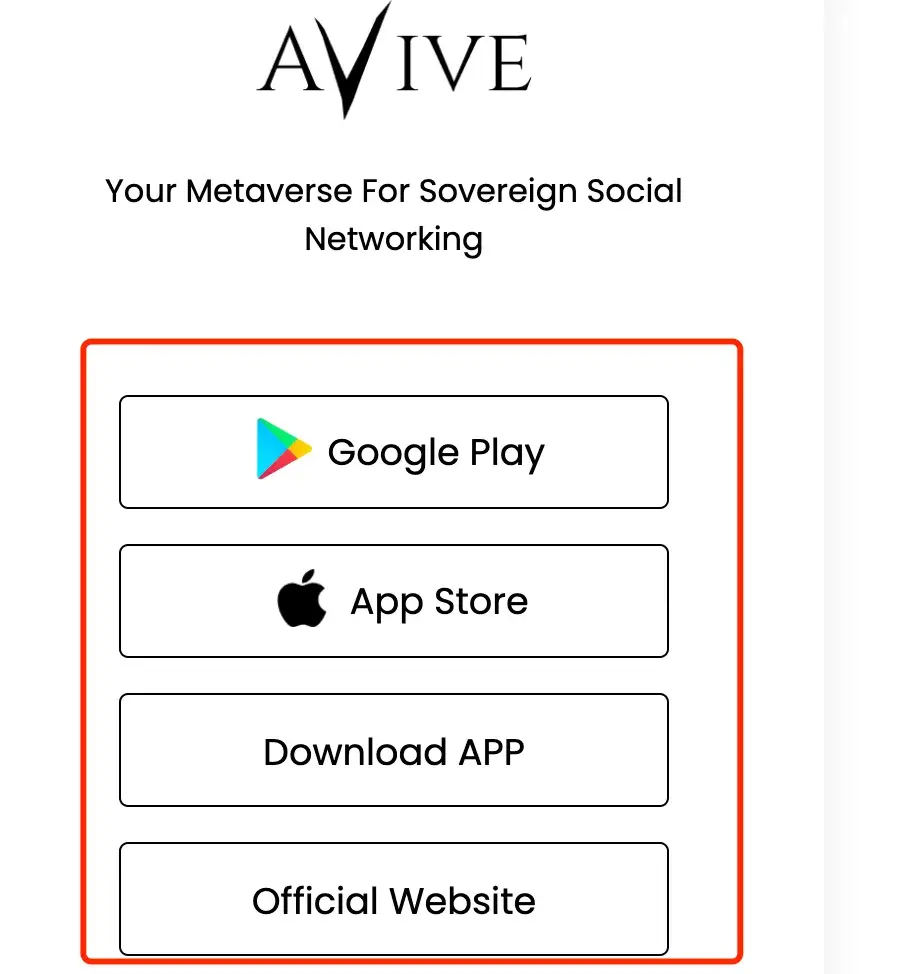 AVIVE
Your Metaverse For Sovereign Social
Networking
Google Play
App Store
Download APP
Official Website